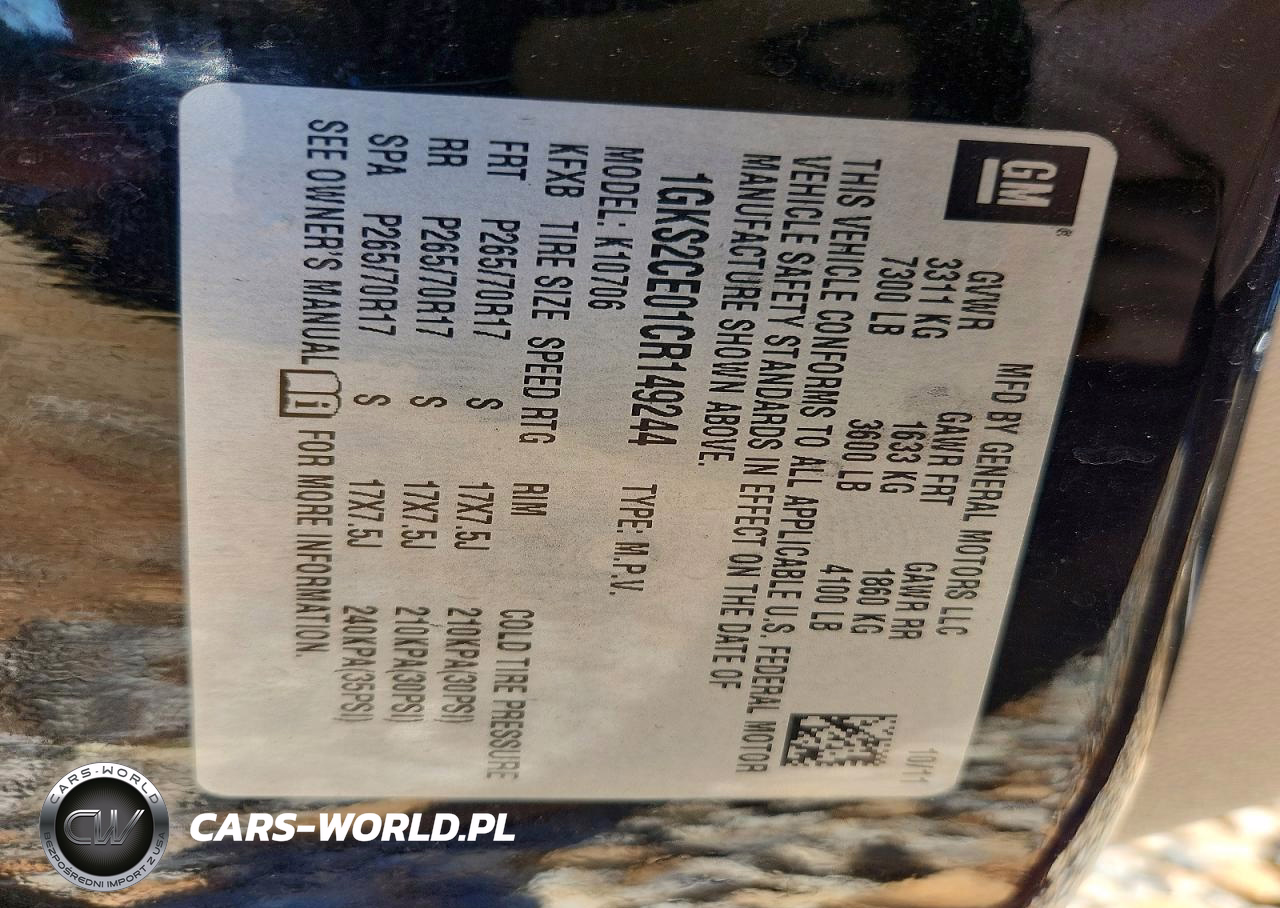 GM®
MFD BY GENERAL MOTORS LLC 10/11
GVWR GAWR FRT GAWR RR
3311 KG 1633 KG 1860 KG
7300 LB 3600 LB 4100 LB
THIS VEHICLE CONFORMS TO ALL APPLICABLE U.S. FEDERAL MOTOR
VEHICLE SAFETY STANDARDS IN EFFECT ON THE DATE OF
MANUFACTURE SHOWN ABOVE.
1GKS2CE01CR149244
MODEL: K10706 TYPE: M.P.V.
KFXB TIRE SIZE SPEED RTG RIM COLD TIRE PRESSURE
FRT P265/70R17 S 17X7.5J 210KPA(30PSI)
RR P265/70R17 S 17X7.5J 210KPA(30PSI)
SPA P265/70R17 S 17X7.5J 240KPA(35PSI)
SEE OWNER'S MANUAL i FOR MORE INFORMATION.
CARS-WORLD
CW
BEZPOŚREDNI IMPORT Z USA
CARS-WORLD.PL